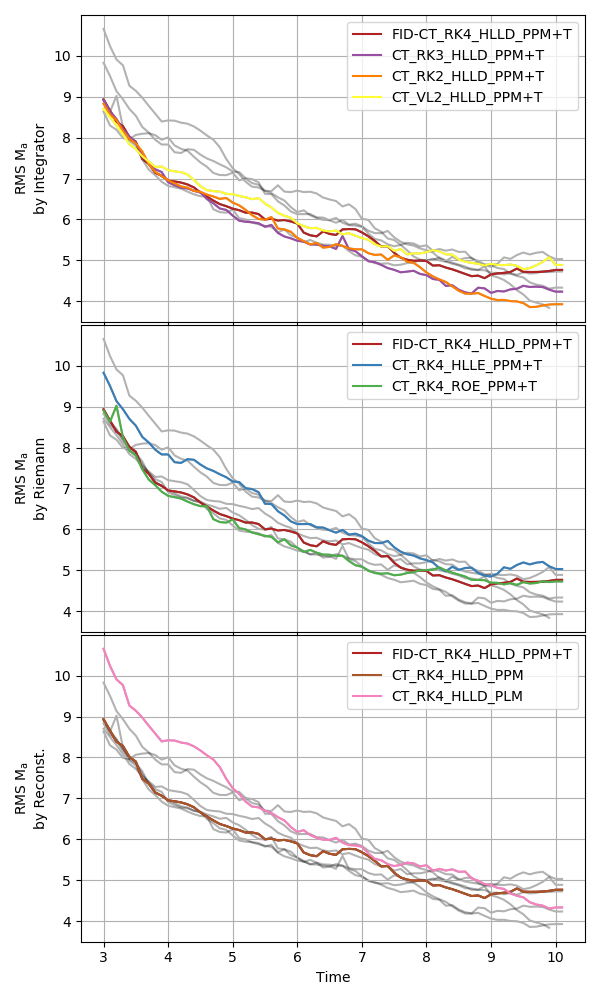 10
9
8
7
6
5
4
RMS Ma
by Integrator
FID-CT_RK4_HLLD_PPM+T
CT_RK3_HLLD_PPM+T
CT_RK2_HLLD_PPM+T
CT_VL2_HLLD_PPM+T
10
9
8
7
6
5
4
RMS Ma
by Riemann
FID-CT_RK4_HLLD_PPM+T
CT_RK4_HLLE_PPM+T
CT_RK4_ROE_PPM+T
10
9
8
7
6
5
4
RMS Ma
by Reconst.
FID-CT_RK4_HLLD_PPM+T
CT_RK4_HLLD_PPM
CT_RK4_HLLD_PLM
3 4 5 6 7 8 9 10
Time